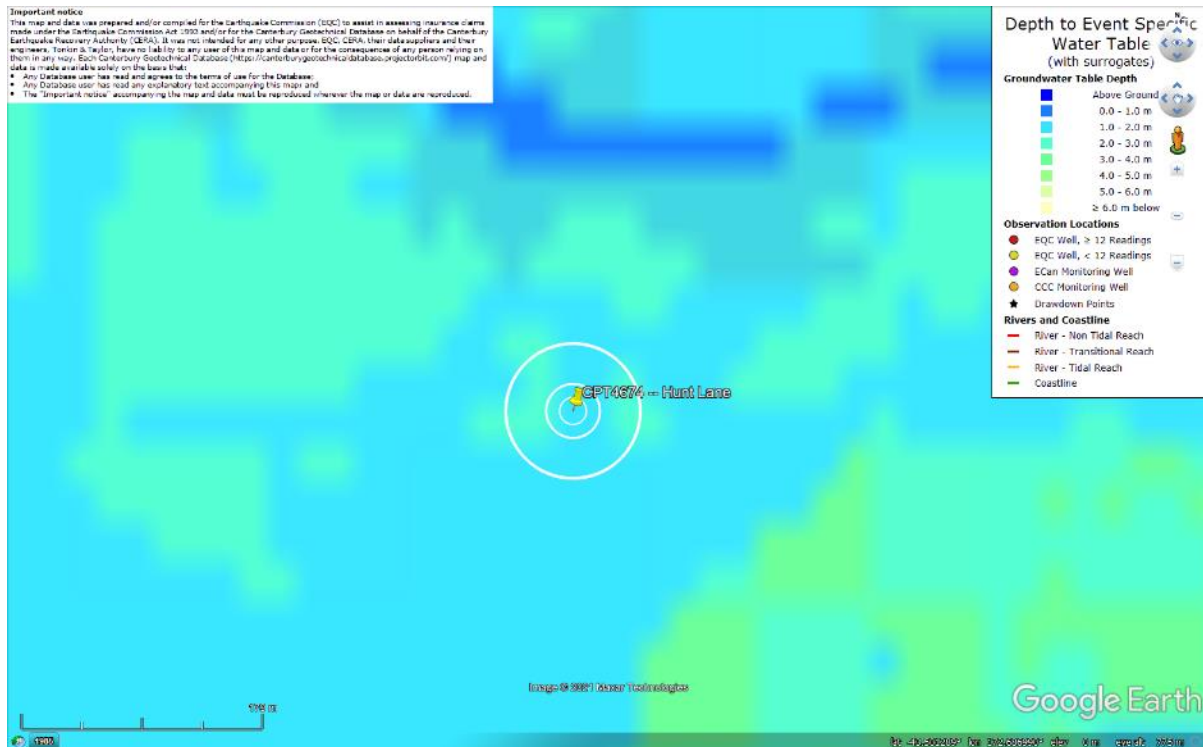 Important notice
This map and data was prepared and/or compiled for the Earthquake Commission (EQC) to assist in assessing insurance claims
made under the Earthquake Commission Act 1993 and/or for the Canterbury Geotechnical Database on behalf of the Canterbury
Earthquake Recovery Authority (CERA). It was not intended for any other purpose. EQC, CERA, their data suppliers and their
engineers, Tonkin & Taylor, have no liability to any user of this map and data or for the consequences of any person relying on
them in any way. Each Canterbury Geotechnical Database (https://canterburygeotechnicaldatabase.projectorbit.com/) map and
data is made available solely on the basis that:
• Any Database user has read and agrees to the terms of use for the Database;
• Any Database user has read any explanatory text accompanying this map; and
• The "Important notice" accompanying the map and data must be reproduced wherever the map or data are reproduced.
Depth to Event Specific
Water Table
(with surrogates)
Groundwater Table Depth
Above Ground
0.0 - 1.0 m
1.0 - 2.0 m
2.0 - 3.0 m
3.0 - 4.0 m
4.0 - 5.0 m
5.0 - 6.0 m
≥ 6.0 m below
Observation Locations
EQC Well, ≥ 12 Readings
EQC Well, < 12 Readings
ECan Monitoring Well
CCC Monitoring Well
Drawdown Points
Rivers and Coastline
River - Non Tidal Reach
River - Transitional Reach
River - Tidal Reach
Coastline
N
CPT4674 -- Hunt Lane
Image © 2021 Maxar Technologies
Google Earth
1985
elev 0 m eye alt